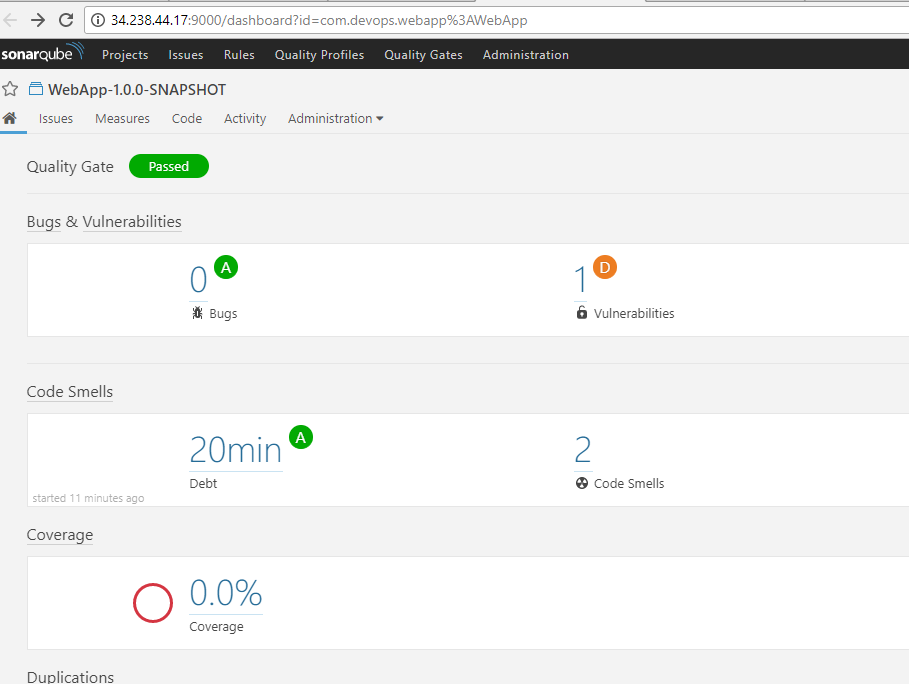 34.238.44.17:9000/dashboard?id=com.devops.webapp%3AWebApp
sonarqube Projects Issues Rules Quality Profiles Quality Gates Administration
WebApp-1.0.0-SNAPSHOT
Issues Measures Code Activity Administration
Quality Gate Passed
Bugs & Vulnerabilities
0 A 1 D
Bugs Vulnerabilities
Code Smells
20min A 2
Debt Code Smells
started 11 minutes ago
Coverage
0.0%
Coverage
Duplications